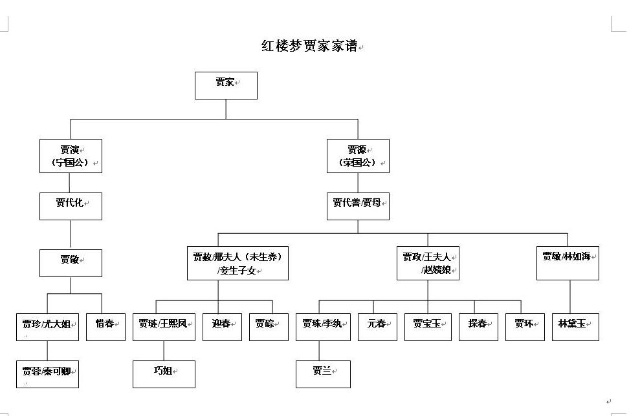 红楼梦贾家家谱
贾家
贾演
（宁国公）
贾源
（荣国公）
贾代化
贾代善/贾母
贾敬
贾赦/邢夫人（未生养）
/妾生子女
贾政/王夫人
/赵姨娘
贾敏/林如海
贾珍/尤大姐
惜春
贾琏/王熙凤
迎春
贾琮
贾珠/李纨
元春
贾宝玉
探春
贾环
林黛玉
贾蓉/秦可卿
巧姐
贾兰